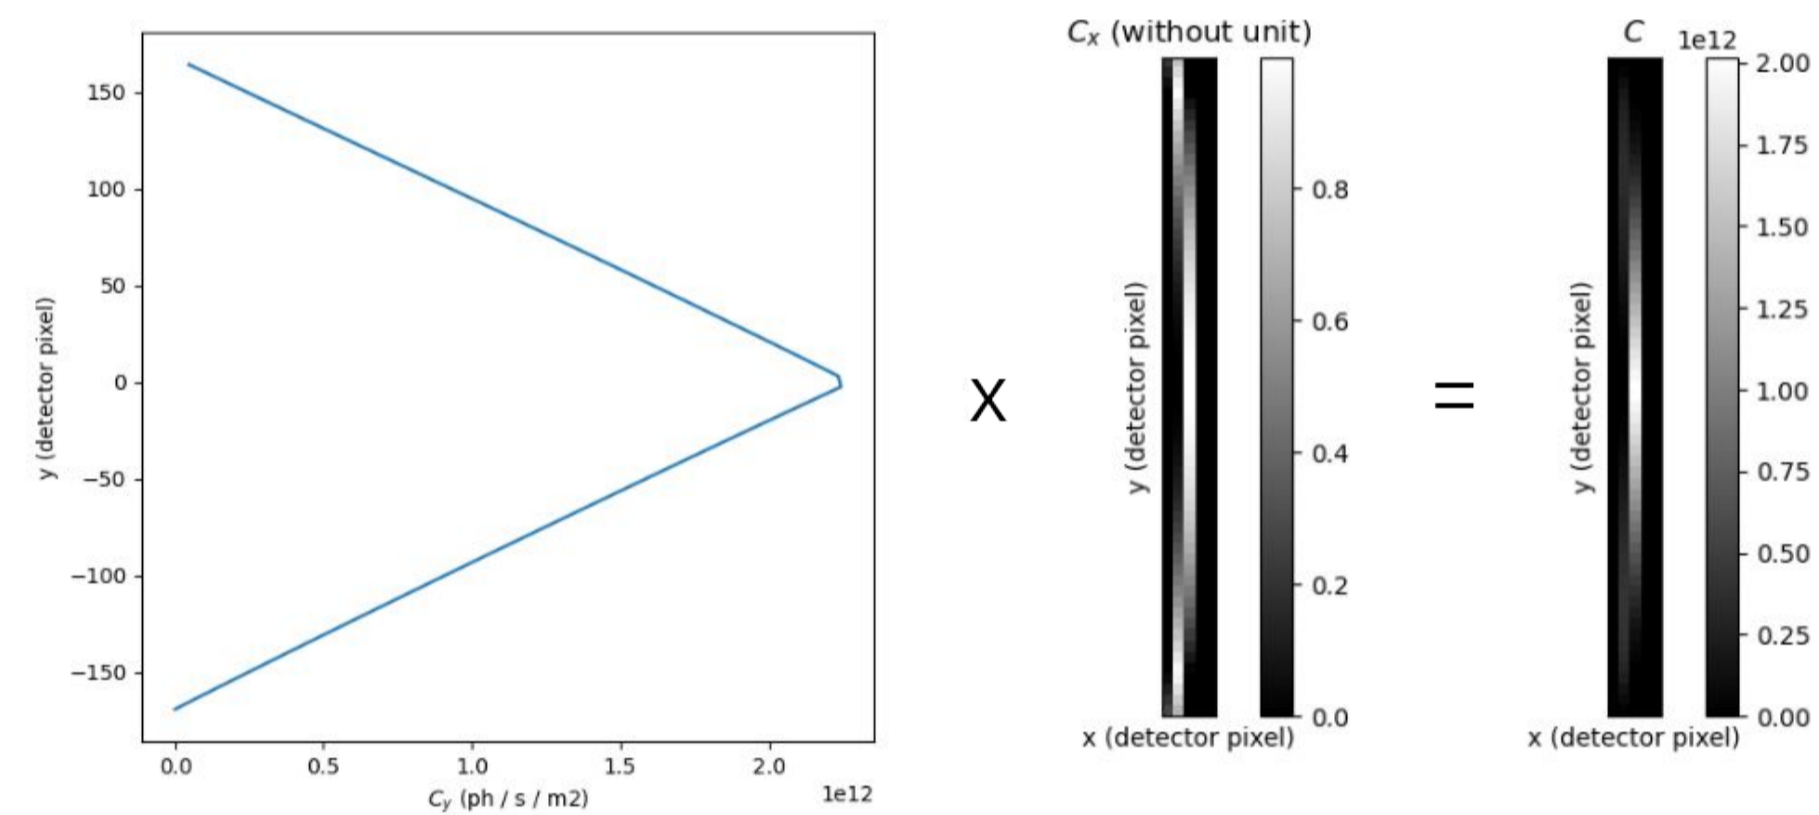 150
100
50
0
−50
−100
−150
y (detector pixel)
0.0 0.5 1.0 1.5 2.0
1e12
C_y (ph / s / m2)
X
C_x (without unit)
y (detector pixel)
x (detector pixel)
0.8
0.6
0.4
0.2
0.0
=
C
1e12
y (detector pixel)
x (detector pixel)
2.00
1.75
1.50
1.25
1.00
0.75
0.50
0.25
0.00